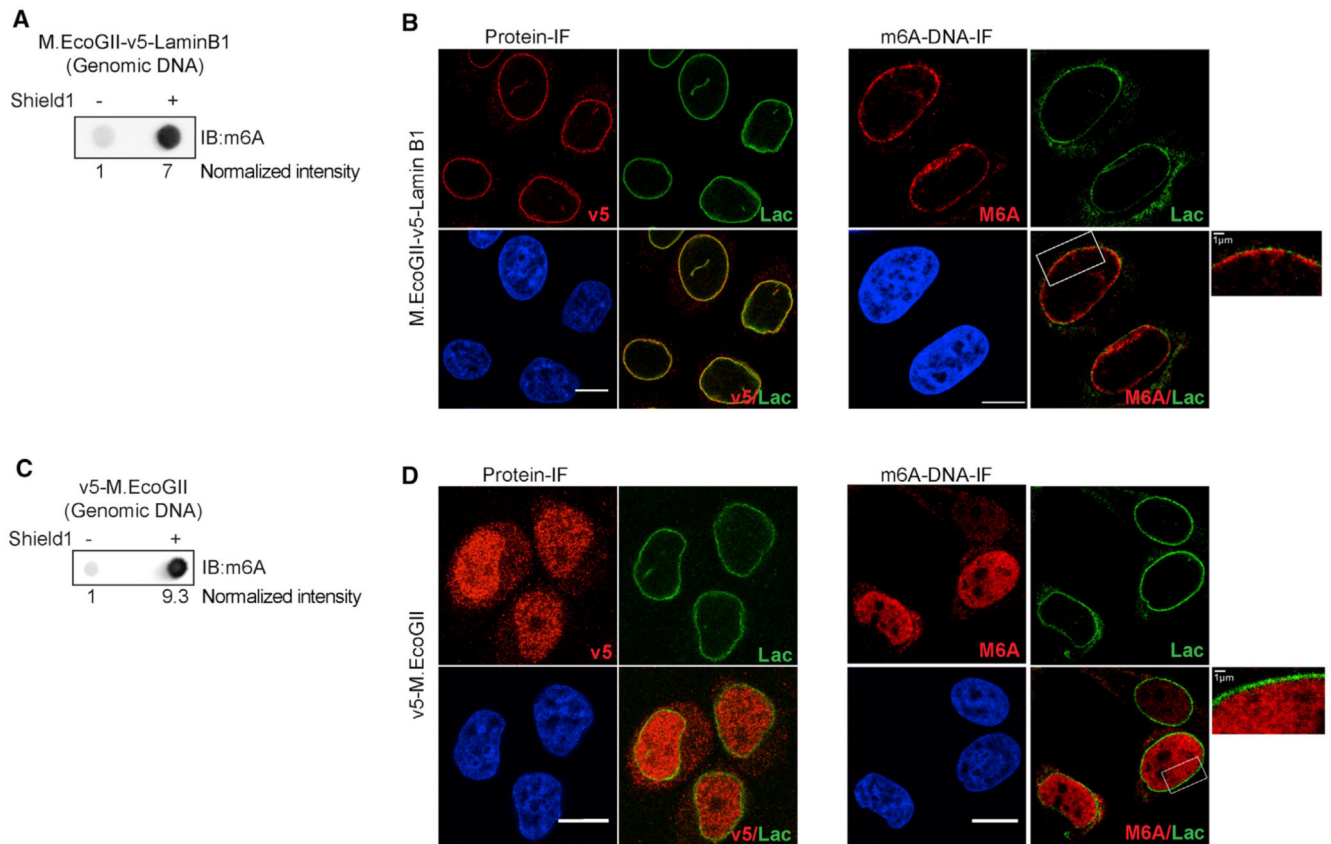 A
M.EcoGII-v5-LaminB1
(Genomic DNA)
Shield1 - +
IB:m6A
1 7 Normalized intensity
B
Protein-IF
m6A-DNA-IF
M.EcoGII-v5-Lamin B1
v5
Lac
M6A
Lac
v5/Lac
M6A/Lac
1µm
C
v5-M.EcoGII
(Genomic DNA)
Shield1 - +
IB:m6A
1 9.3 Normalized intensity
D
Protein-IF
m6A-DNA-IF
v5-M.EcoGII
v5
Lac
M6A
Lac
v5/Lac
M6A/Lac
1µm